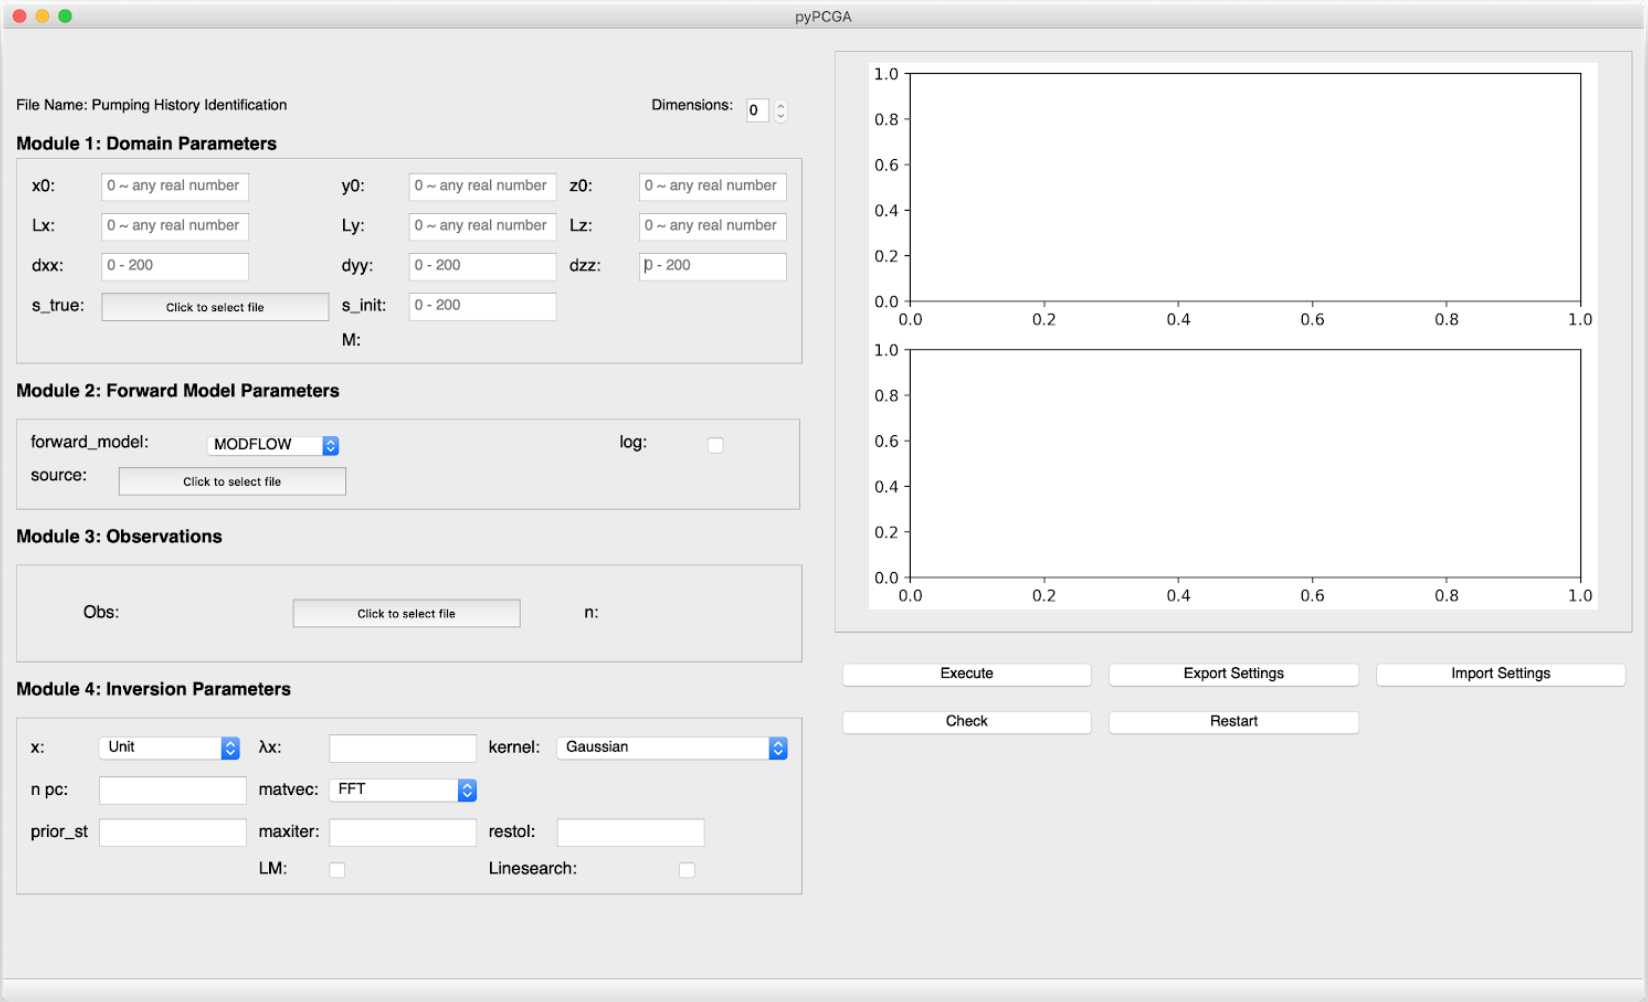 pyPCGA
File Name: Pumping History Identification
Dimensions: 0
Module 1: Domain Parameters
x0: 0 ~ any real number y0: 0 ~ any real number z0: 0 ~ any real number
Lx: 0 ~ any real number Ly: 0 ~ any real number Lz: 0 ~ any real number
dxx: 0 - 200 dyy: 0 - 200 dzz: 0 - 200
s_true: Click to select file s_init: 0 - 200
M:
Module 2: Forward Model Parameters
forward_model: MODFLOW log:
source: Click to select file
Module 3: Observations
Obs: Click to select file n:
Module 4: Inversion Parameters
x: Unit λx: kernel: Gaussian
n pc: matvec: FFT
prior_st maxiter: restol:
LM: Linesearch:
1.0
0.8
0.6
0.4
0.2
0.0
0.0 0.2 0.4 0.6 0.8 1.0
1.0
0.8
0.6
0.4
0.2
0.0
0.0 0.2 0.4 0.6 0.8 1.0
Execute Export Settings Import Settings
Check Restart